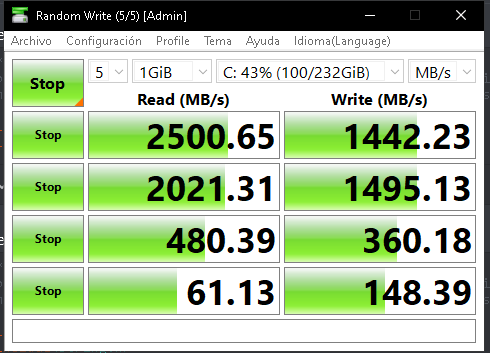 Random Write (5/5) [Admin]
Archivo Configuración Profile Tema Ayuda Idioma(Language)
Stop 5 1GiB C: 43% (100/232GiB) MB/s
Read (MB/s) Write (MB/s)
Stop 2500.65 1442.23
Stop 2021.31 1495.13
Stop 480.39 360.18
Stop 61.13 148.39